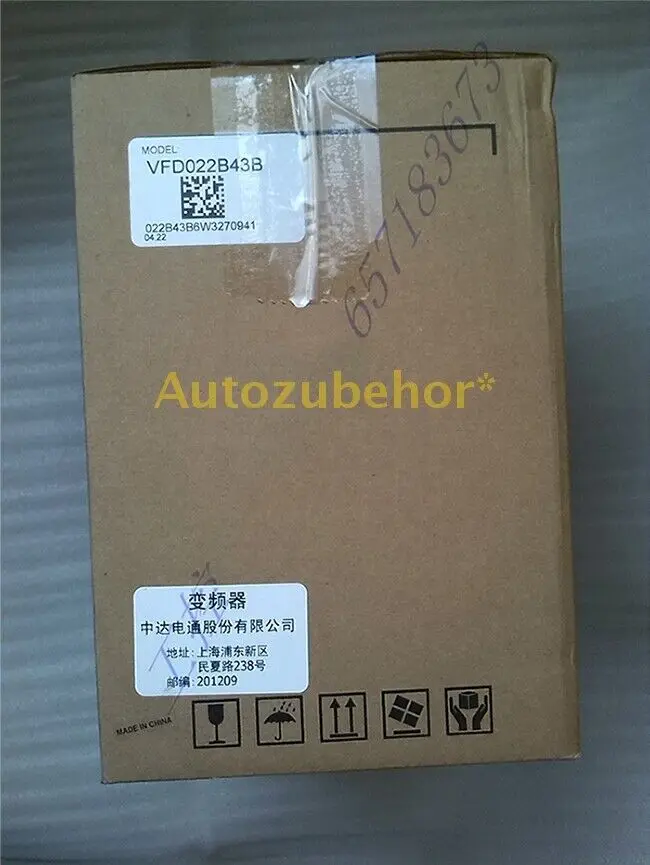 MODEL
VFD022B43B
022B43B6W3270941
04.22
657183673
Autozubehor*
变频器
中达电通股份有限公司
地址:上海浦东新区
民夏路238号
邮编:201209
MADE IN CHINA